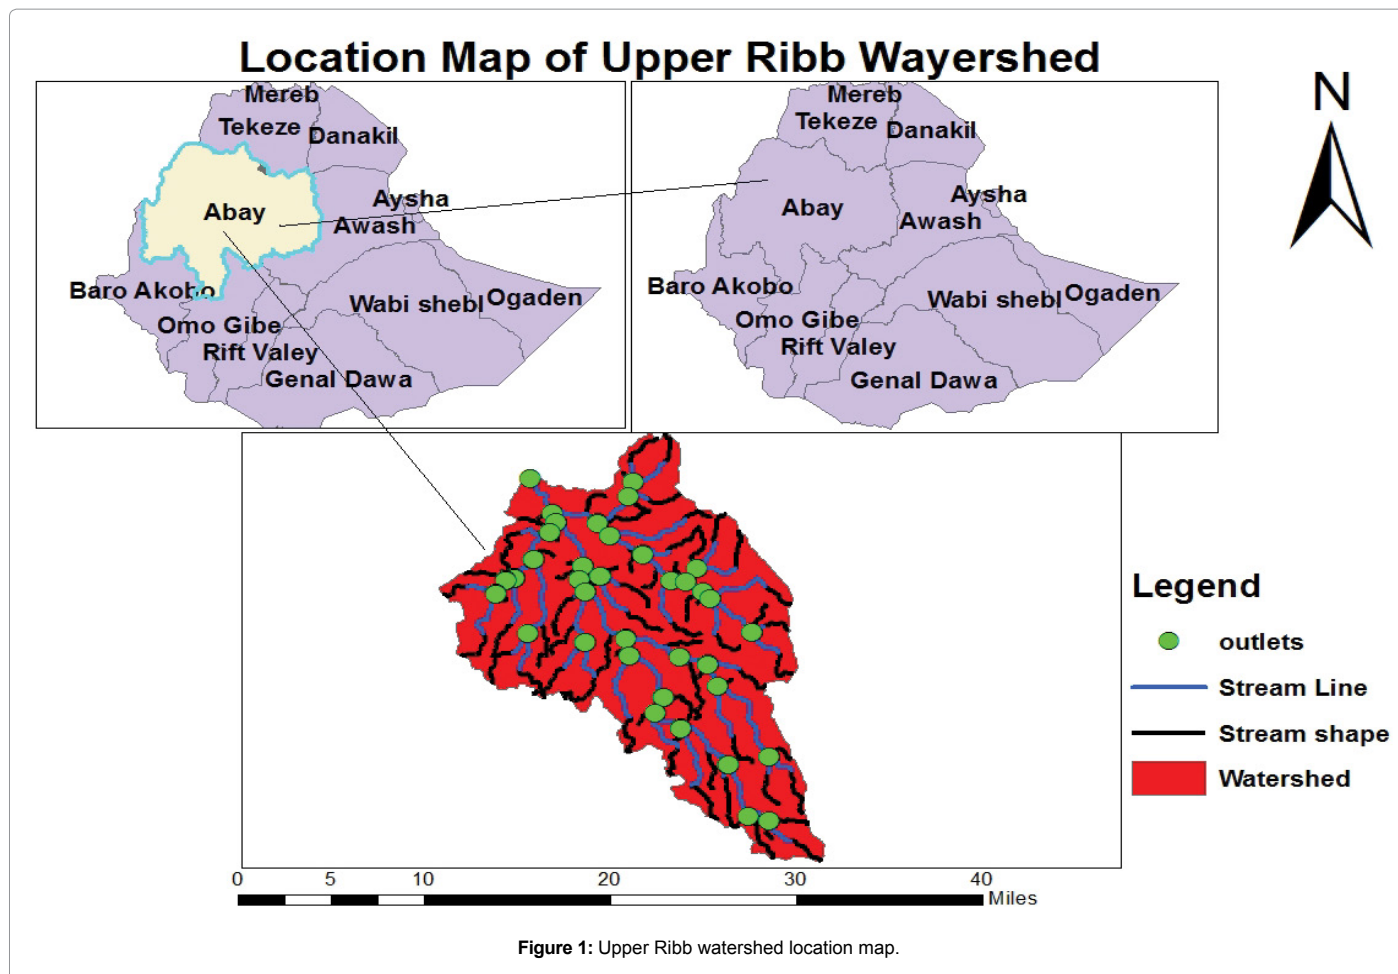 Location Map of Upper Ribb Wayershed
Mereb
Tekeze
Danakil
Abay
Aysha
Awash
Baro Akobo
Wabi shebl
Ogaden
Omo Gibe
Rift Valey
Genal Dawa
Mereb
Tekeze
Danakil
Abay
Aysha
Awash
Baro Akobo
Wabi shebl
Ogaden
Omo Gibe
Rift Valey
Genal Dawa
N
Legend
outlets
Stream Line
Stream shape
Watershed
0 5 10 20 30 40
Miles
Figure 1: Upper Ribb watershed location map.